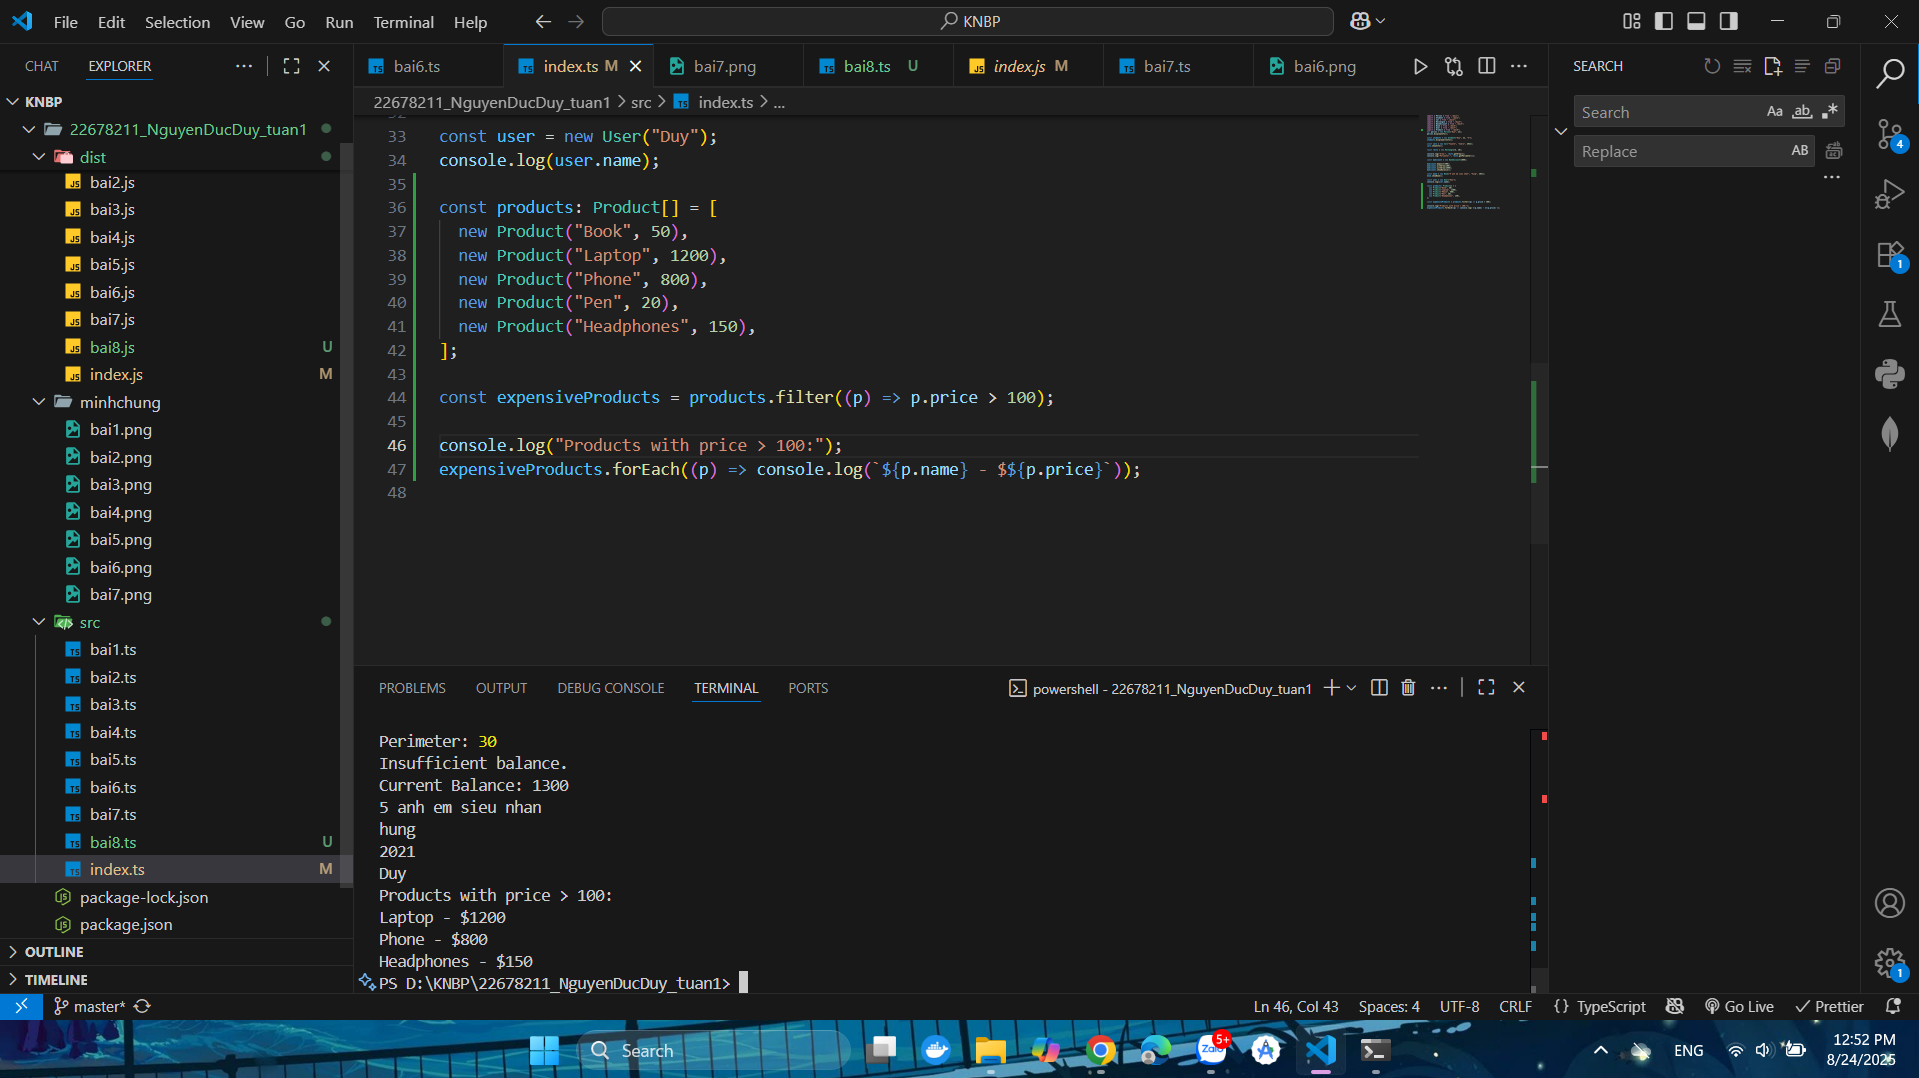 File Edit Selection View Go Run Terminal Help
KNBP
CHAT EXPLORER
bai6.ts
index.ts M
bai7.png
bai8.ts U
index.js M
bai7.ts
bai6.png
SEARCH
KNBP
22678211_NguyenDucDuy_tuan1
dist
bai2.js
bai3.js
bai4.js
bai5.js
bai6.js
bai7.js
bai8.js U
index.js M
minhchung
bai1.png
bai2.png
bai3.png
bai4.png
bai5.png
bai6.png
bai7.png
src
bai1.ts
bai2.ts
bai3.ts
bai4.ts
bai5.ts
bai6.ts
bai7.ts
bai8.ts U
index.ts M
package-lock.json
package.json
OUTLINE
TIMELINE
22678211_NguyenDucDuy_tuan1 > src > index.ts > ...
33 const user = new User("Duy");
34 console.log(user.name);
35
36 const products: Product[] = [
37 new Product("Book", 50),
38 new Product("Laptop", 1200),
39 new Product("Phone", 800),
40 new Product("Pen", 20),
41 new Product("Headphones", 150),
42 ];
43
44 const expensiveProducts = products.filter((p) => p.price > 100);
45
46 console.log("Products with price > 100:");
47 expensiveProducts.forEach((p) => console.log(`${p.name} - $${p.price}`));
48
Search Aa ab
Replace AB
4
1
1
PROBLEMS OUTPUT DEBUG CONSOLE TERMINAL PORTS
powershell - 22678211_NguyenDucDuy_tuan1
Perimeter: 30
Insufficient balance.
Current Balance: 1300
5 anh em sieu nhan
hung
2021
Duy
Products with price > 100:
Laptop - $1200
Phone - $800
Headphones - $150
PS D:\KNBP\22678211_NguyenDucDuy_tuan1>
master* Ln 46, Col 43 Spaces: 4 UTF-8 CRLF {} TypeScript Go Live Prettier
Search
Zalo 5+
ENG
12:52 PM
8/24/2025